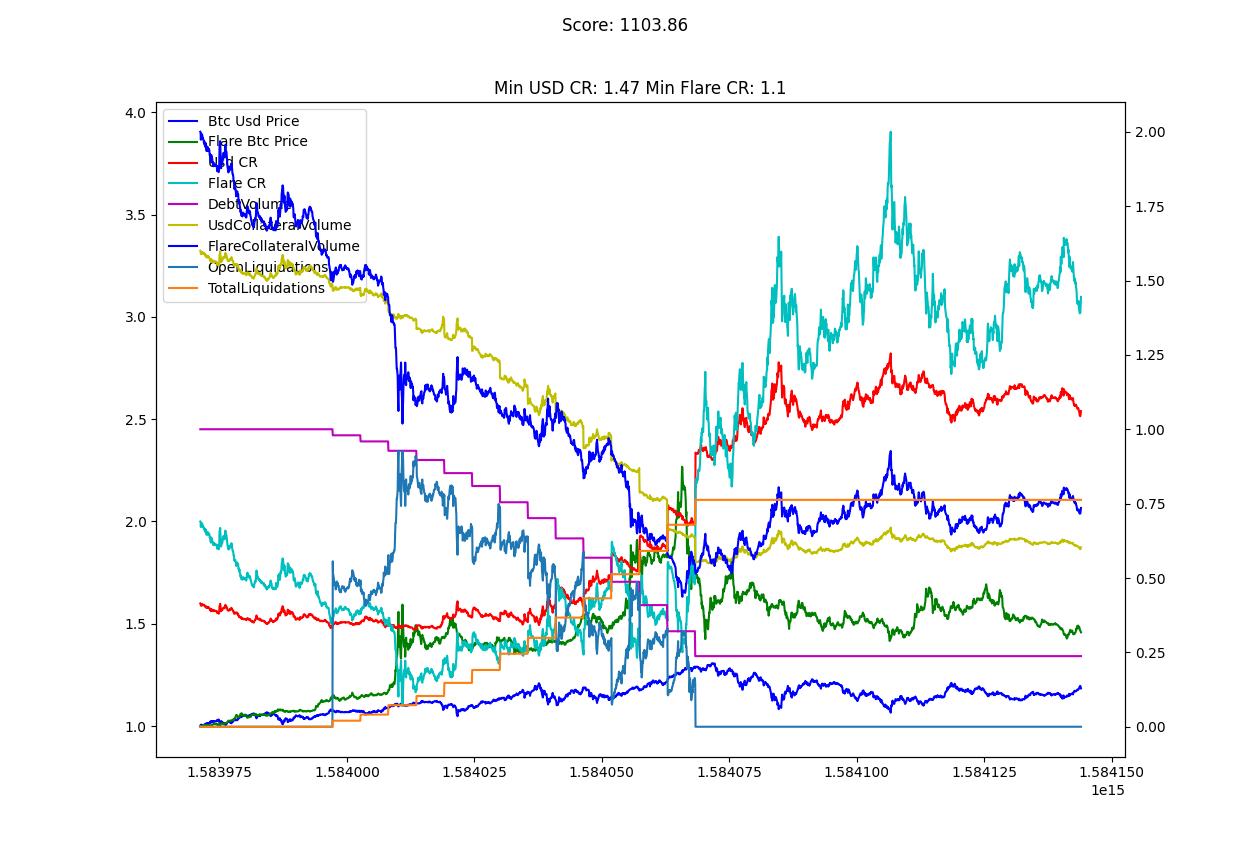 Score: 1103.86
Min USD CR: 1.47 Min Flare CR: 1.1
Btc Usd Price
Flare Btc Price
Usd CR
Flare CR
DebtVolume
UsdCollateralVolume
FlareCollateralVolume
OpenLiquidations
TotalLiquidations
4.0
3.5
3.0
2.5
2.0
1.5
1.0
2.00
1.75
1.50
1.25
1.00
0.75
0.50
0.25
0.00
1.583975 1.584000 1.584025 1.584050 1.584075 1.584100 1.584125 1.584150
1e15